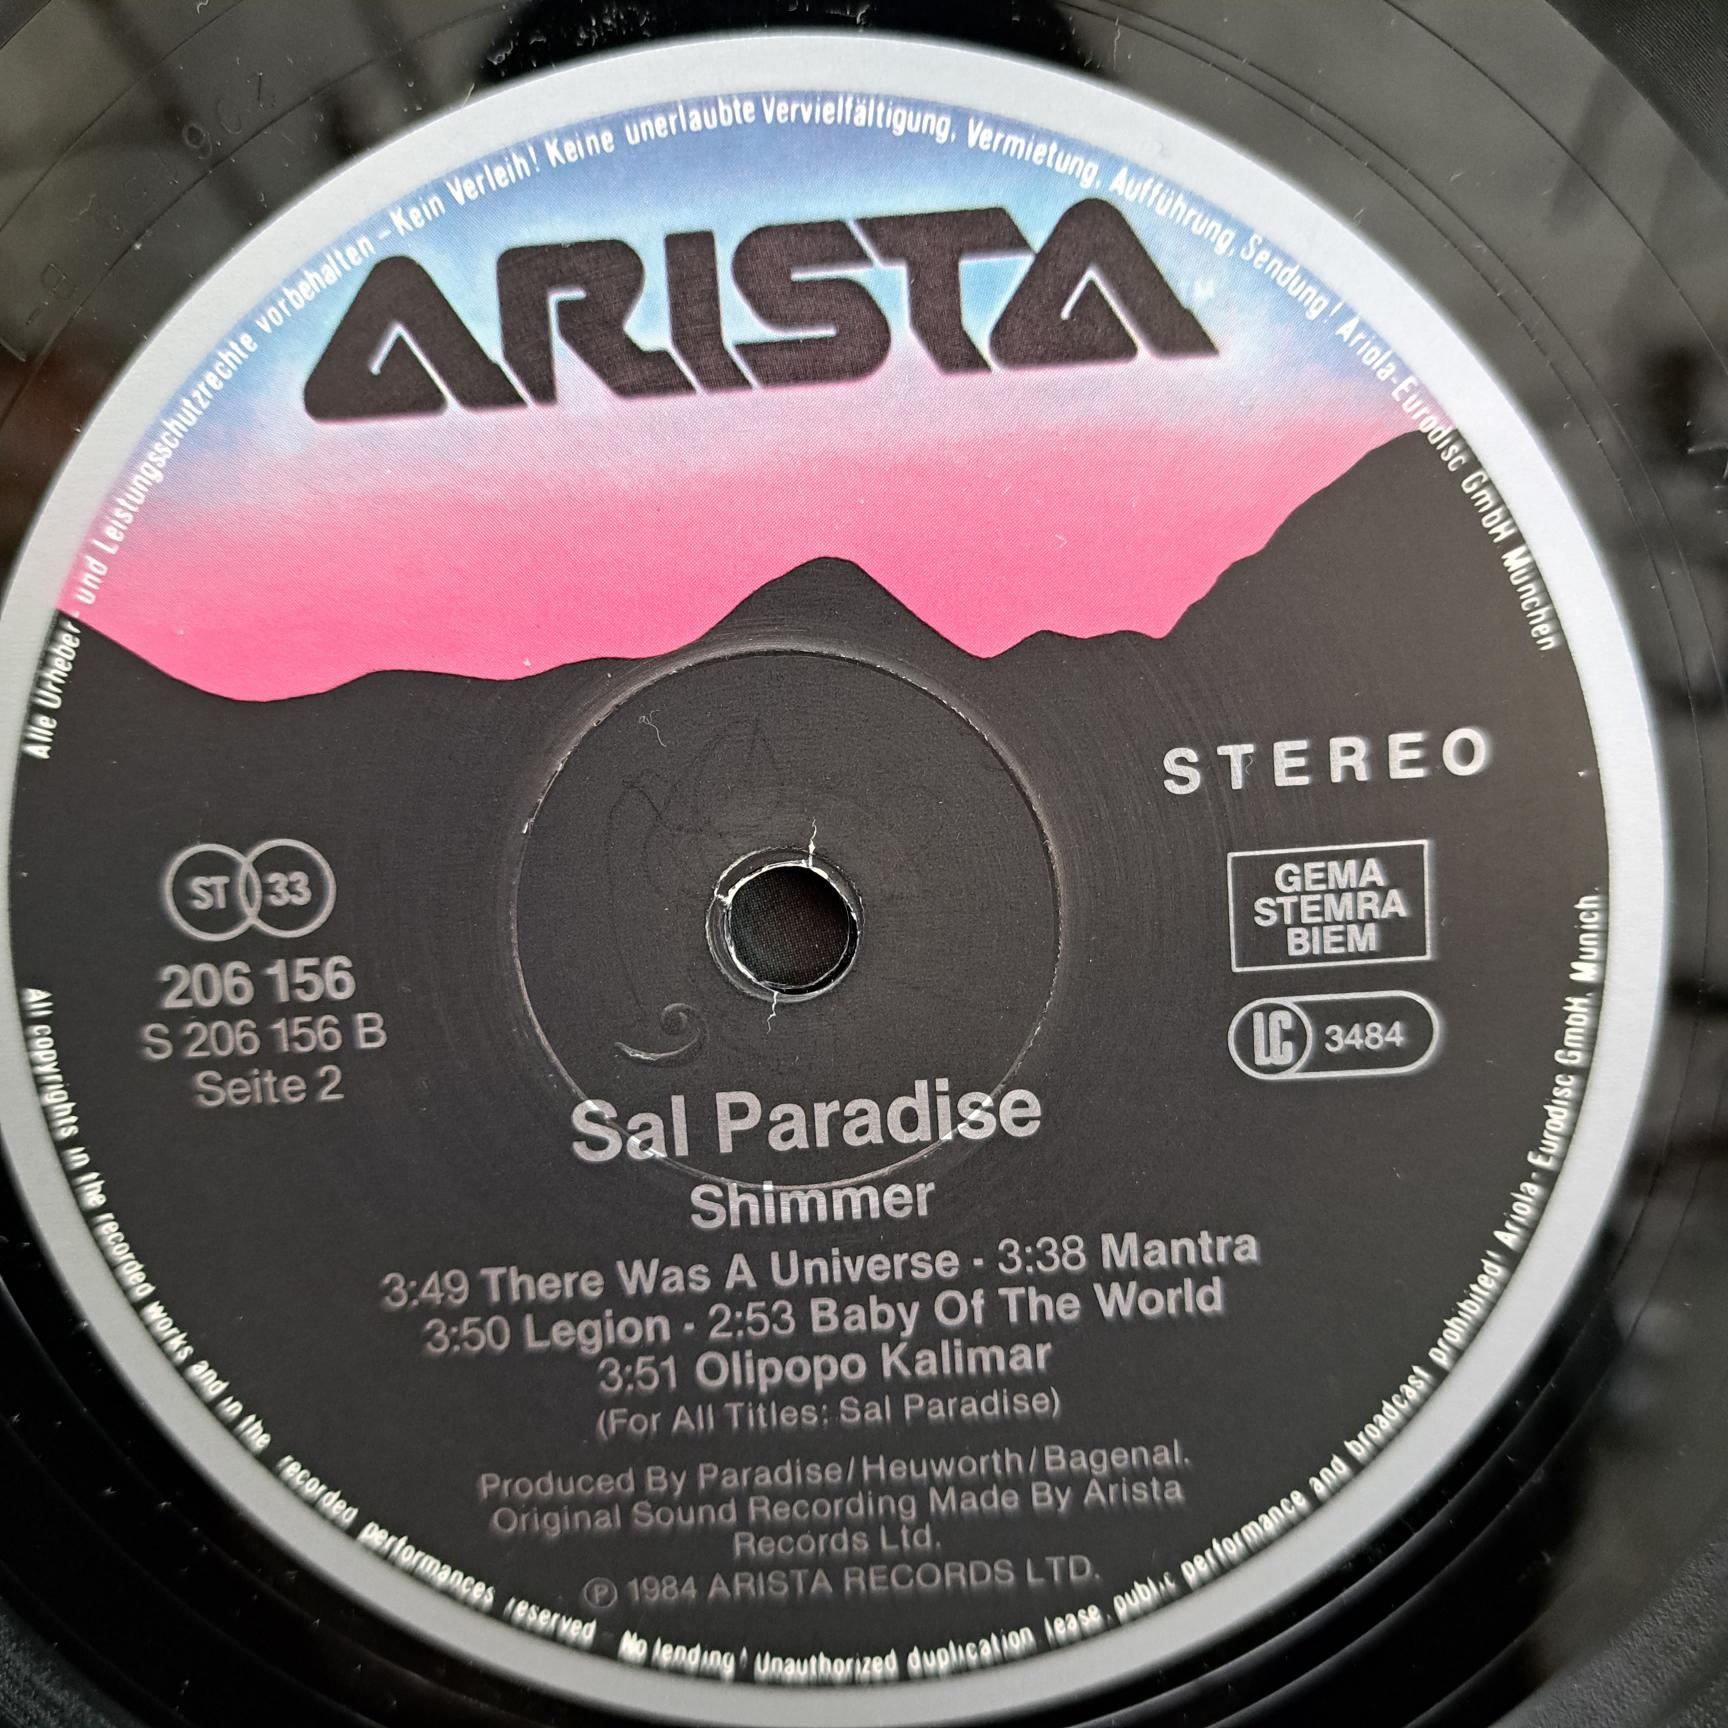 Alle Urheber- und Leistungsschutzrechte vorbehalten – Kein Verleih! Keine unerlaubte Vervielfältigung, Vermietung, Aufführung, Sendung! Ariola-Eurodisc GmbH München
ARISTA
STEREO
ST 33
GEMA
STEMRA
BIEM
206 156
S 206 156 B
Seite 2
LC 3484
Sal Paradise
Shimmer
3:49 There Was A Universe - 3:38 Mantra
3:50 Legion - 2:53 Baby Of The World
3:51 Olipopo Kalimar
(For All Titles: Sal Paradise)
Produced By Paradise/Heuworth/Bagenal.
Original Sound Recording Made By Arista
Records Ltd.
Ⓟ 1984 ARISTA RECORDS LTD.
All copyrights in the recorded works and in the recorded performances reserved No lending! Unauthorized duplication, lease, public performance and broadcast prohibited! Ariola-Eurodisc GmbH, Munich.